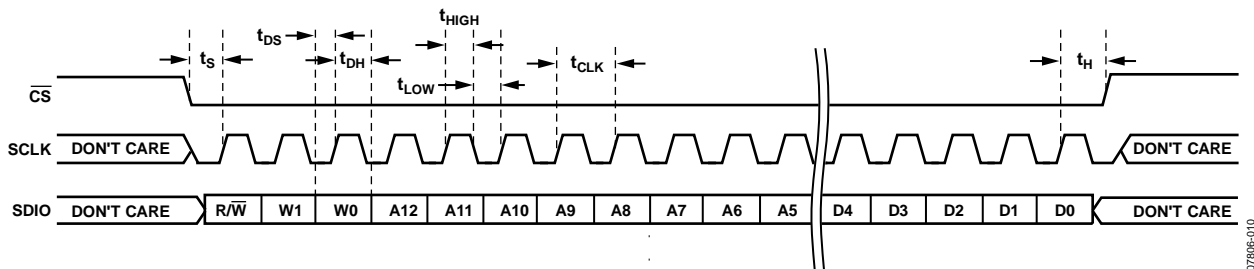 tHIGH
tDS
tS
tDH
tCLK
tH
tLOW
CS
SCLK DON'T CARE DON'T CARE
SDIO DON'T CARE R/W W1 W0 A12 A11 A10 A9 A8 A7 A6 A5 D4 D3 D2 D1 D0 DON'T CARE
07806-010